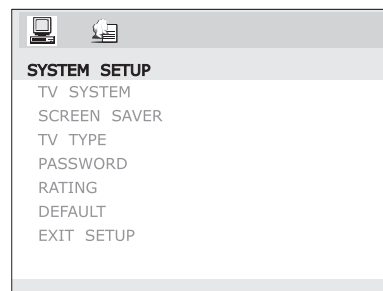 SYSTEM SETUP
TV SYSTEM
SCREEN SAVER
TV TYPE
PASSWORD
RATING
DEFAULT
EXIT SETUP